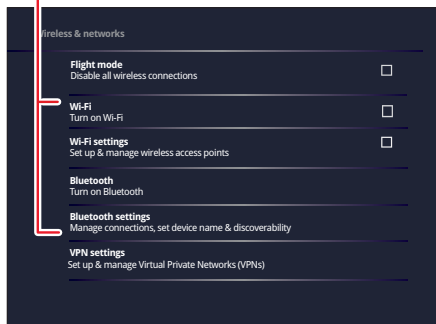 Wireless & networks
Flight mode
Disable all wireless connections
Wi-Fi
Turn on Wi-Fi
Wi-Fi settings
Set up & manage wireless access points
Bluetooth
Turn on Bluetooth
Bluetooth settings
Manage connections, set device name & discoverability
VPN settings
Set up & manage Virtual Private Networks (VPNs)